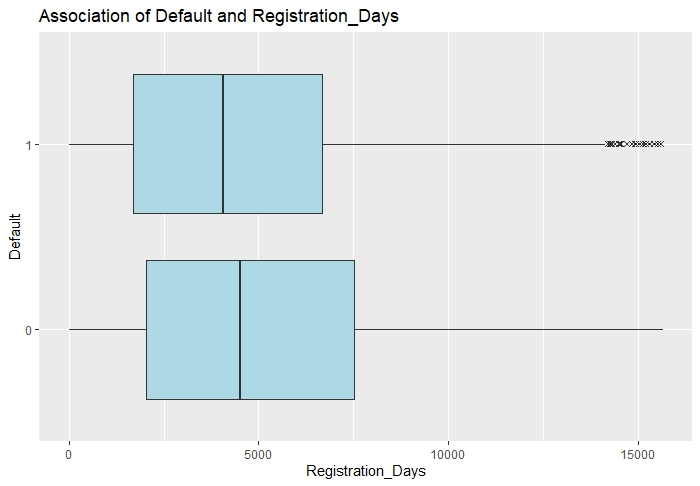 Association of Default and Registration_Days
Default
1
0
0 5000 10000 15000
Registration_Days